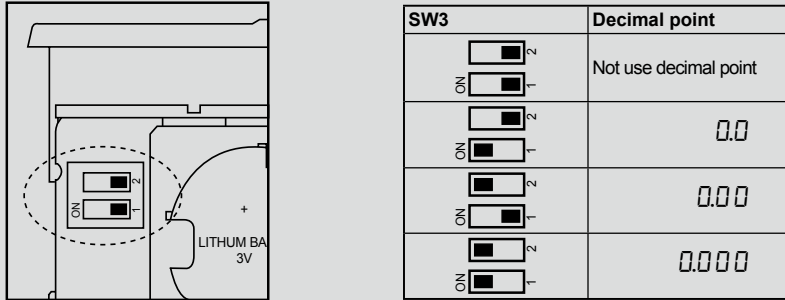 2
ON
1
+
LITHUM BA
3V
SW3
Decimal point
2
ON
1
Not use decimal point
2
ON
1
0.0
2
ON
1
0.00
2
ON
1
0.000